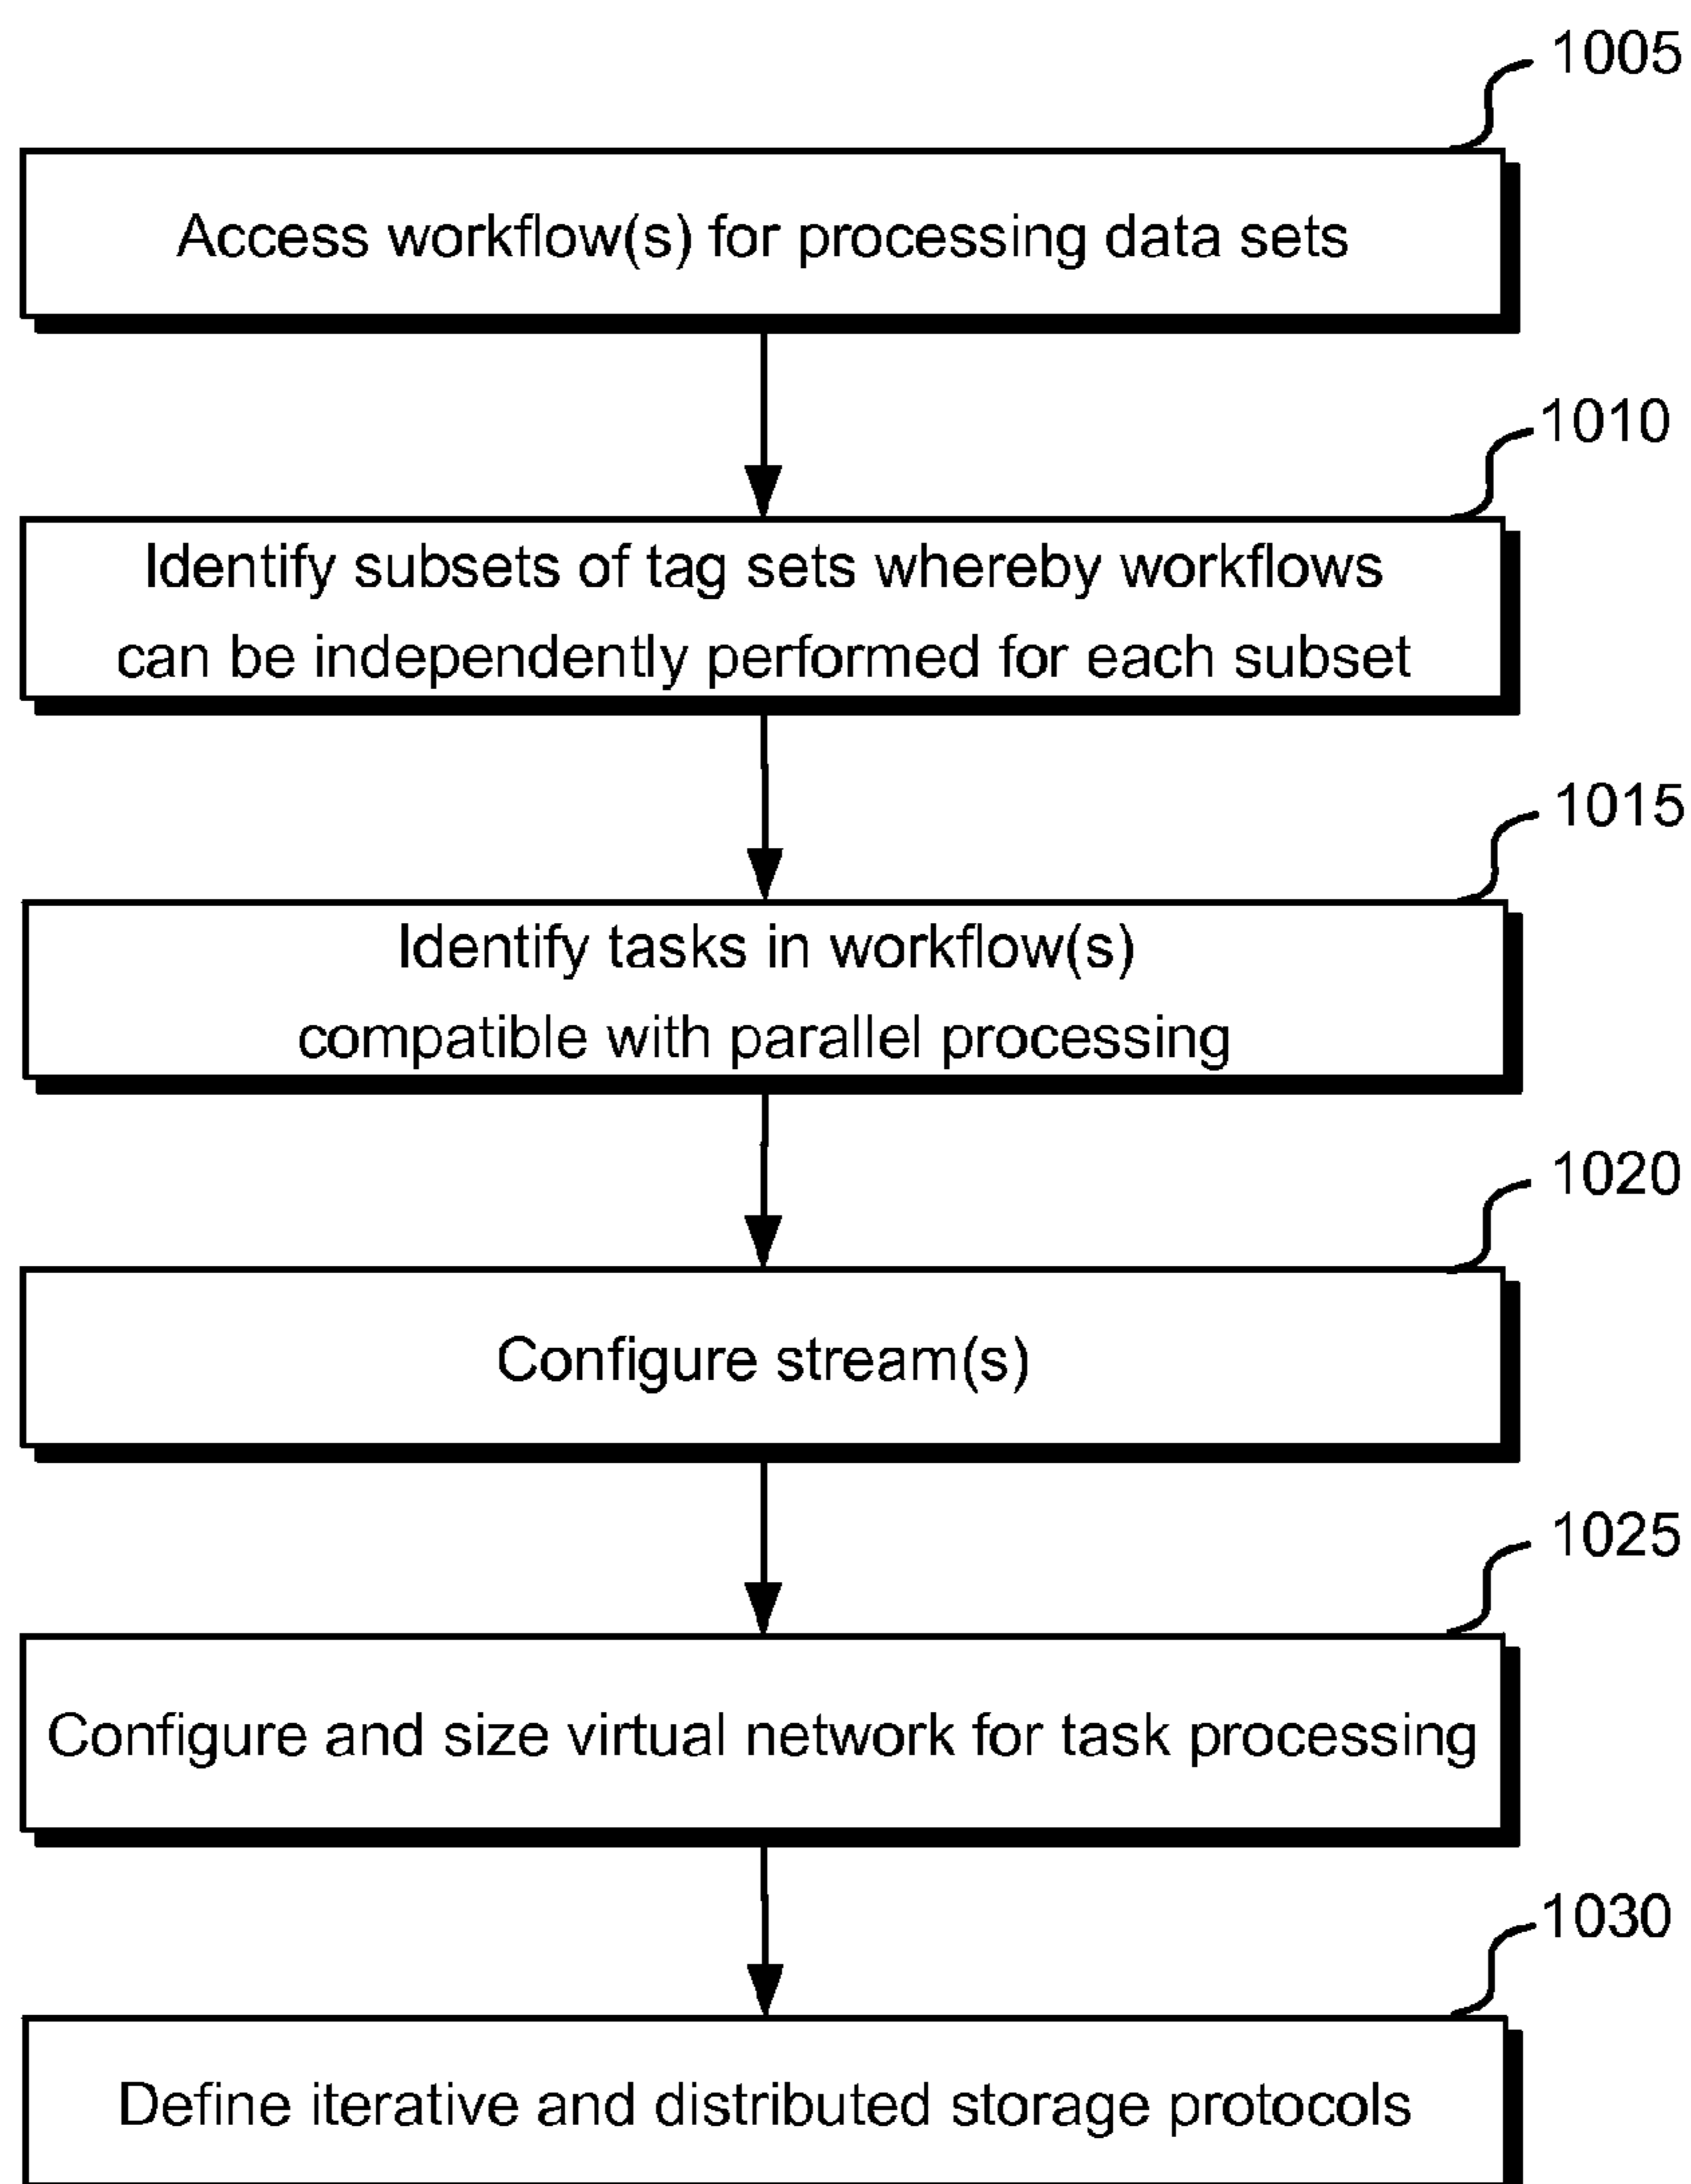 1005
Access workflow(s) for processing data sets
1010
Identify subsets of tag sets whereby workflows
can be independently performed for each subset
1015
Identify tasks in workflow(s)
compatible with parallel processing
1020
Configure stream(s)
1025
Configure and size virtual network for task processing
1030
Define iterative and distributed storage protocols